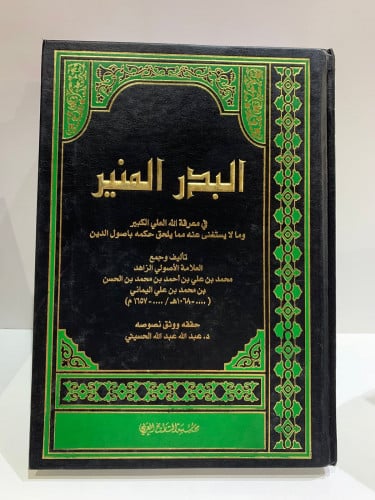 البدر المنير
في معرفة الله العلي الكبير
وما لا يستغنى عنه مما يلحق حكمه بأصول الدين
تأليف وجمع
العلامة الأصولي الزاهد
محمد بن علي بن أحمد بن محمد بن الحسن
بن محمد بن علي اليماني
( .... - ١٠٦٨هـ / .... - ١٦٥٧ م )
حققه ووثق نصوصه
د. عبد الله عبد الله الحسيني